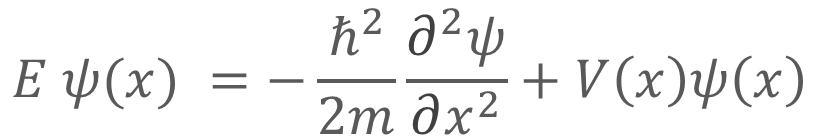 E ψ(x) = − ħ²/2m ∂²ψ/∂x² + V(x)ψ(x)